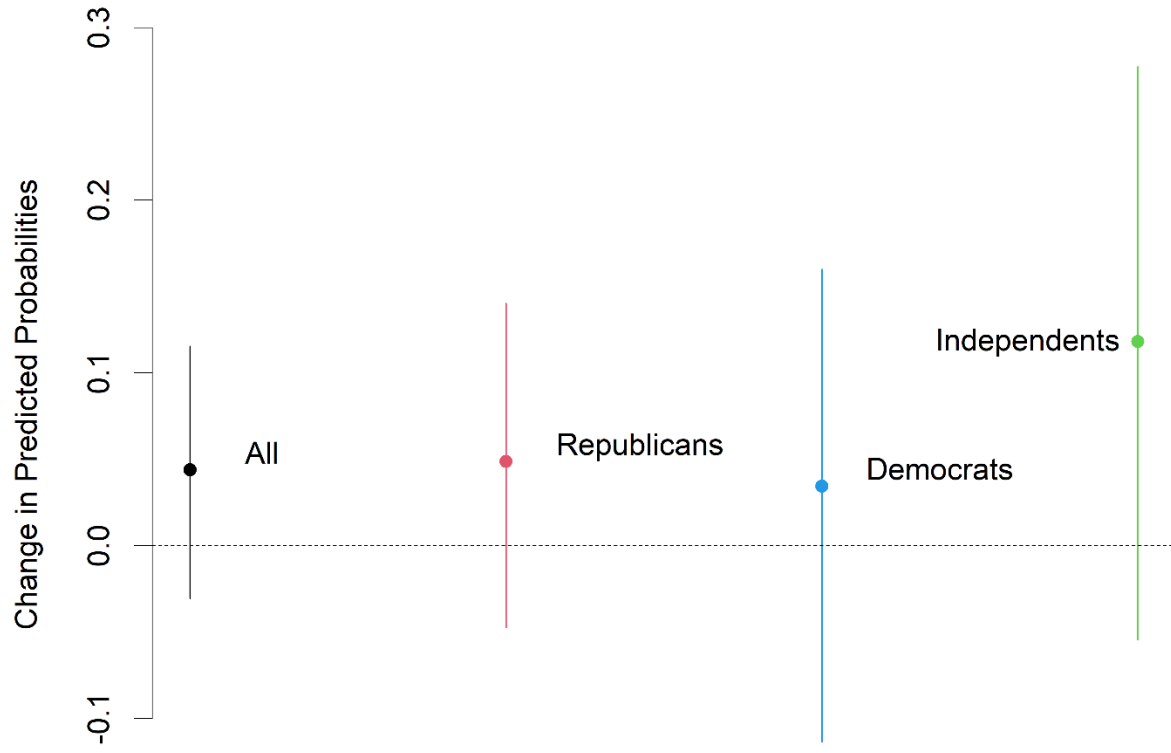 Change in Predicted Probabilities
0.3
0.2
0.1
0.0
-0.1
All
Republicans
Democrats
Independents